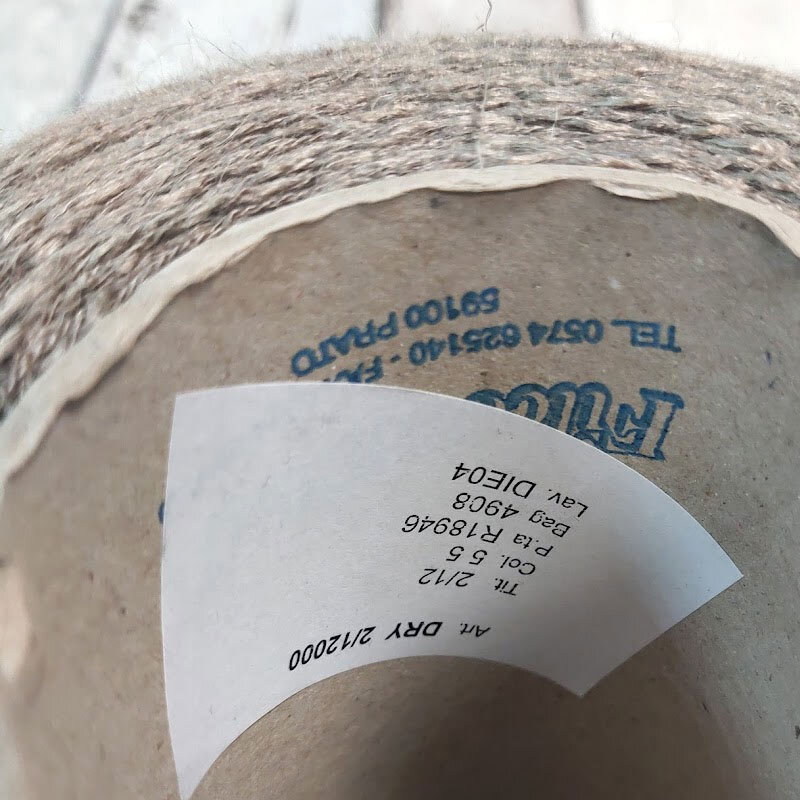 Art. DRY 2/12000
Tit. 2/12
Col. 5 5
P.ta R18946
Bag 4908
Lav. DIE04
59100 PRATO
TEL. 0574 625140 -